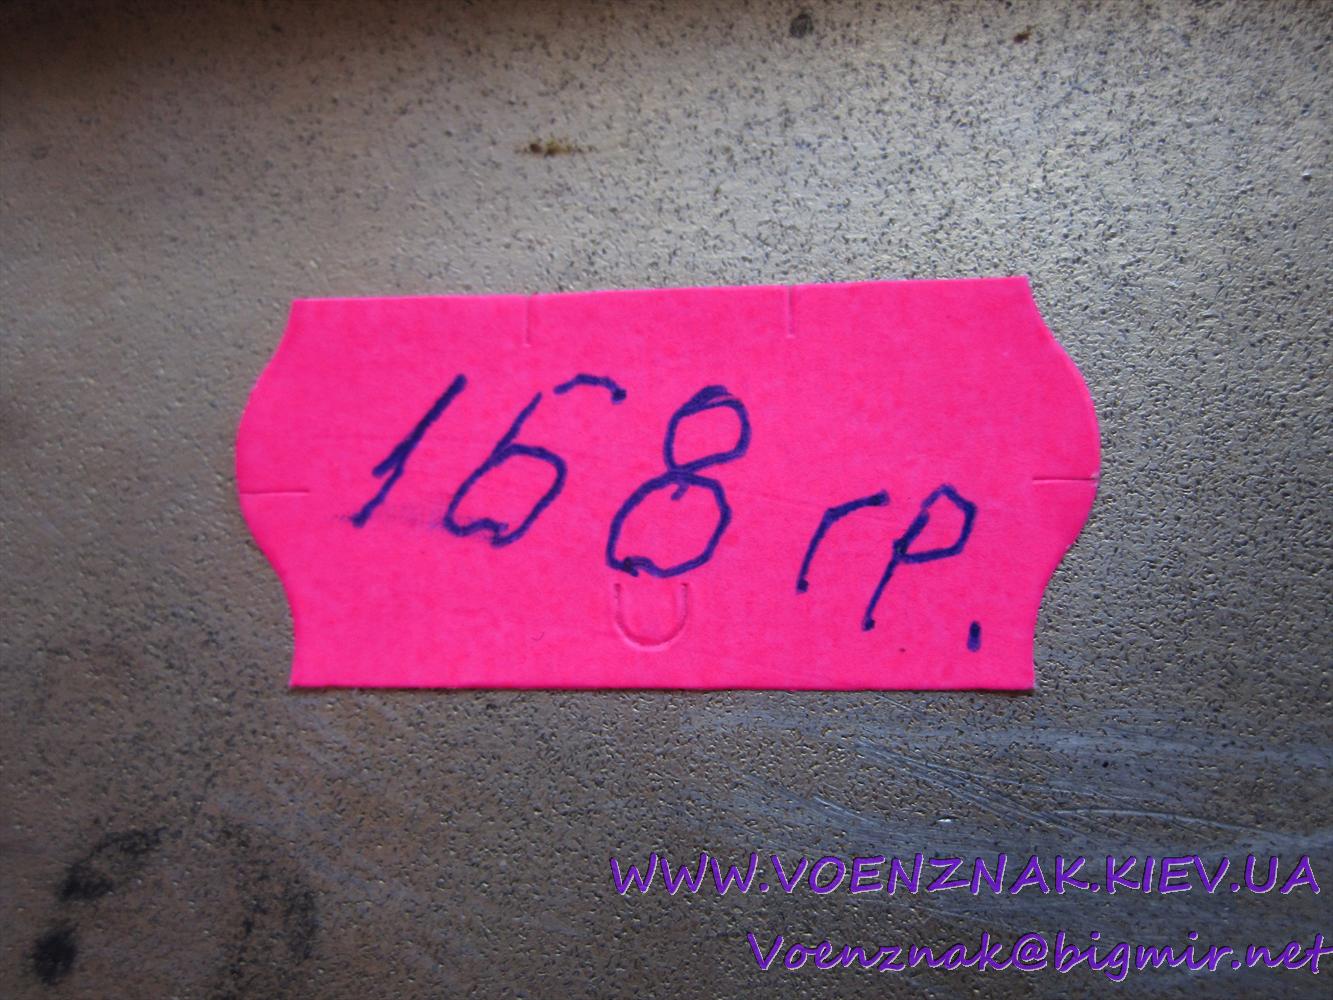 168 гр.
WWW.VOENZNAK.KIEV.UA
Voenznak@bigmir.net